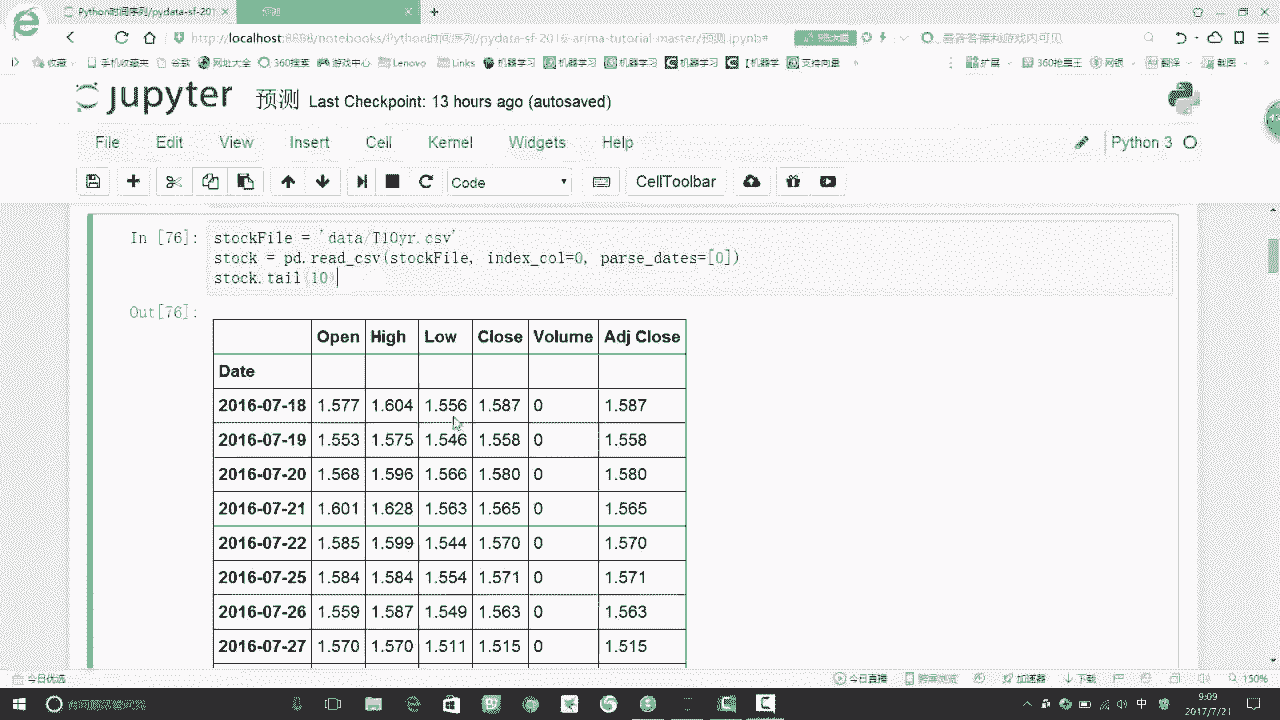 Python时间序列/pydata-sf-201
http://localhost:8888/notebooks/Python时间序列/pydata-sf-2016-arima-tutorial-master/预测.ipynb#
收藏 手机收藏夹 谷歌 网址大全 360搜索 游戏中心 Lenovo Links 机器学习 机器学习 机器学习 机器学习 【机器学 支持向量 扩展 网银 翻译 截图
jupyter 预测 Last Checkpoint: 13 hours ago (autosaved)
File Edit View Insert Cell Kernel Widgets Help Python 3
Code CellToolbar
In [76]: stockFile = 'data/T10yr.csv'
stock = pd.read_csv(stockFile, index_col=0, parse_dates=[0])
stock.tail(10)
Out[76]:
Open High Low Close Volume Adj Close
Date
2016-07-18 1.577 1.604 1.556 1.587 0 1.587
2016-07-19 1.553 1.575 1.546 1.558 0 1.558
2016-07-20 1.568 1.596 1.566 1.580 0 1.580
2016-07-21 1.601 1.628 1.563 1.565 0 1.565
2016-07-22 1.585 1.599 1.544 1.570 0 1.570
2016-07-25 1.584 1.584 1.554 1.571 0 1.571
2016-07-26 1.559 1.587 1.549 1.563 0 1.563
2016-07-27 1.570 1.570 1.511 1.515 0 1.515
今日优选 今日直播 加速器 下载 150%
中 9:09
2017/7/21